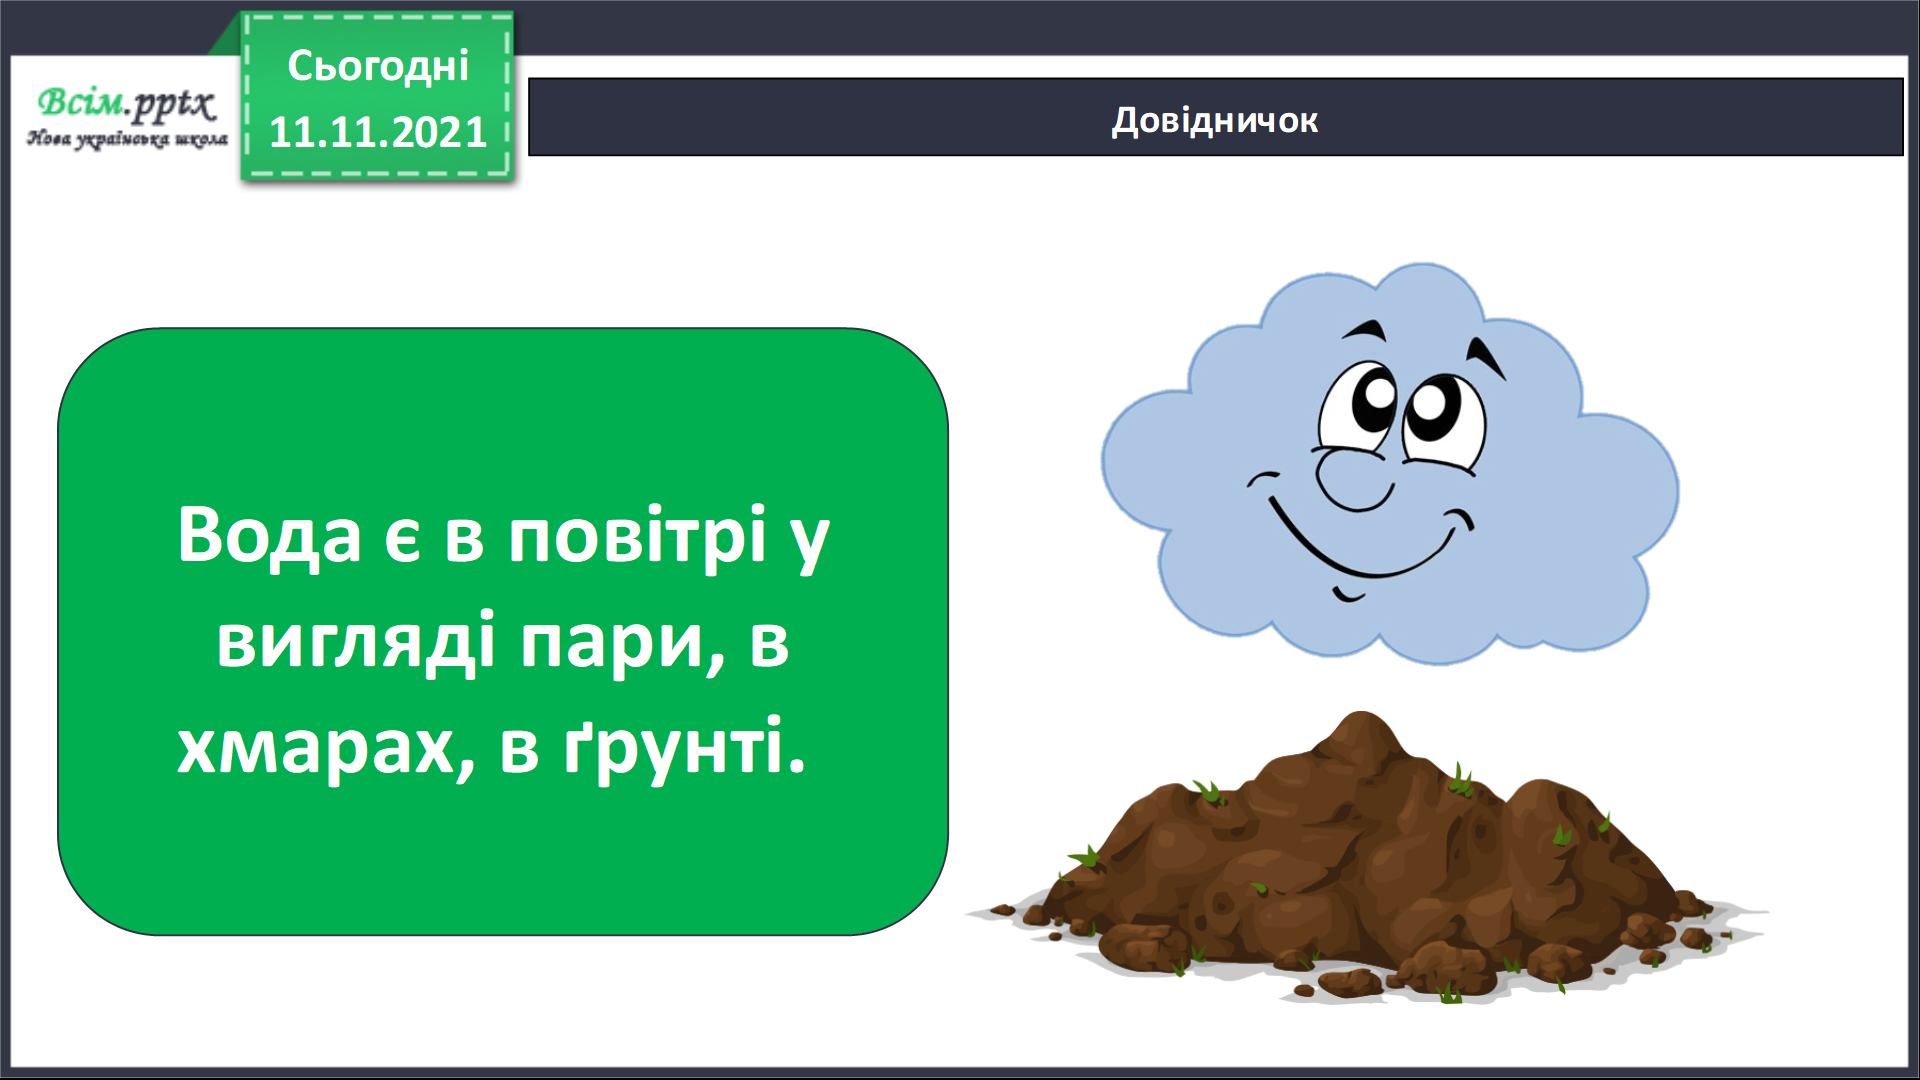 Всім.pptx
Нова українська школа
Сьогодні
11.11.2021
Довідничок
Вода є в повітрі у
вигляді пари, в
хмарах, в ґрунті.